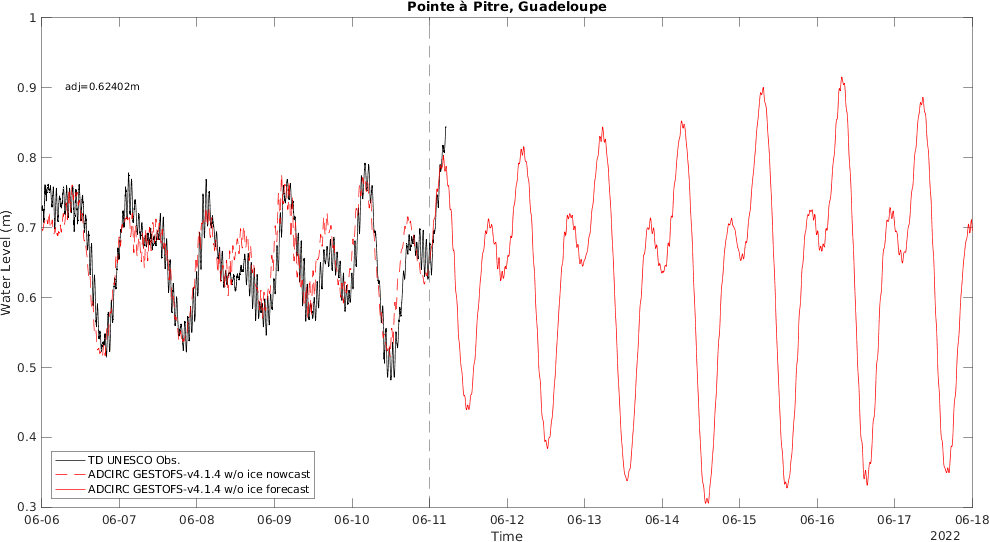 Pointe à Pitre, Guadeloupe
1
0.9
0.8
0.7
0.6
0.5
0.4
0.3
Water Level (m)
adj=0.62402m
TD UNESCO Obs.
ADCIRC GESTOFS-v4.1.4 w/o ice nowcast
ADCIRC GESTOFS-v4.1.4 w/o ice forecast
06-06 06-07 06-08 06-09 06-10 06-11 06-12 06-13 06-14 06-15 06-16 06-17 06-18
Time
2022